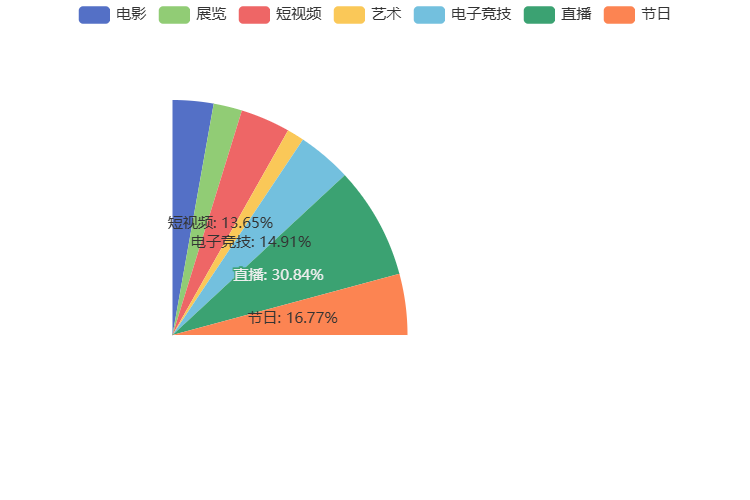 电影 展览 短视频 艺术 电子竞技 直播 节日
短视频: 13.65%
电子竞技: 14.91%
直播: 30.84%
节日: 16.77%